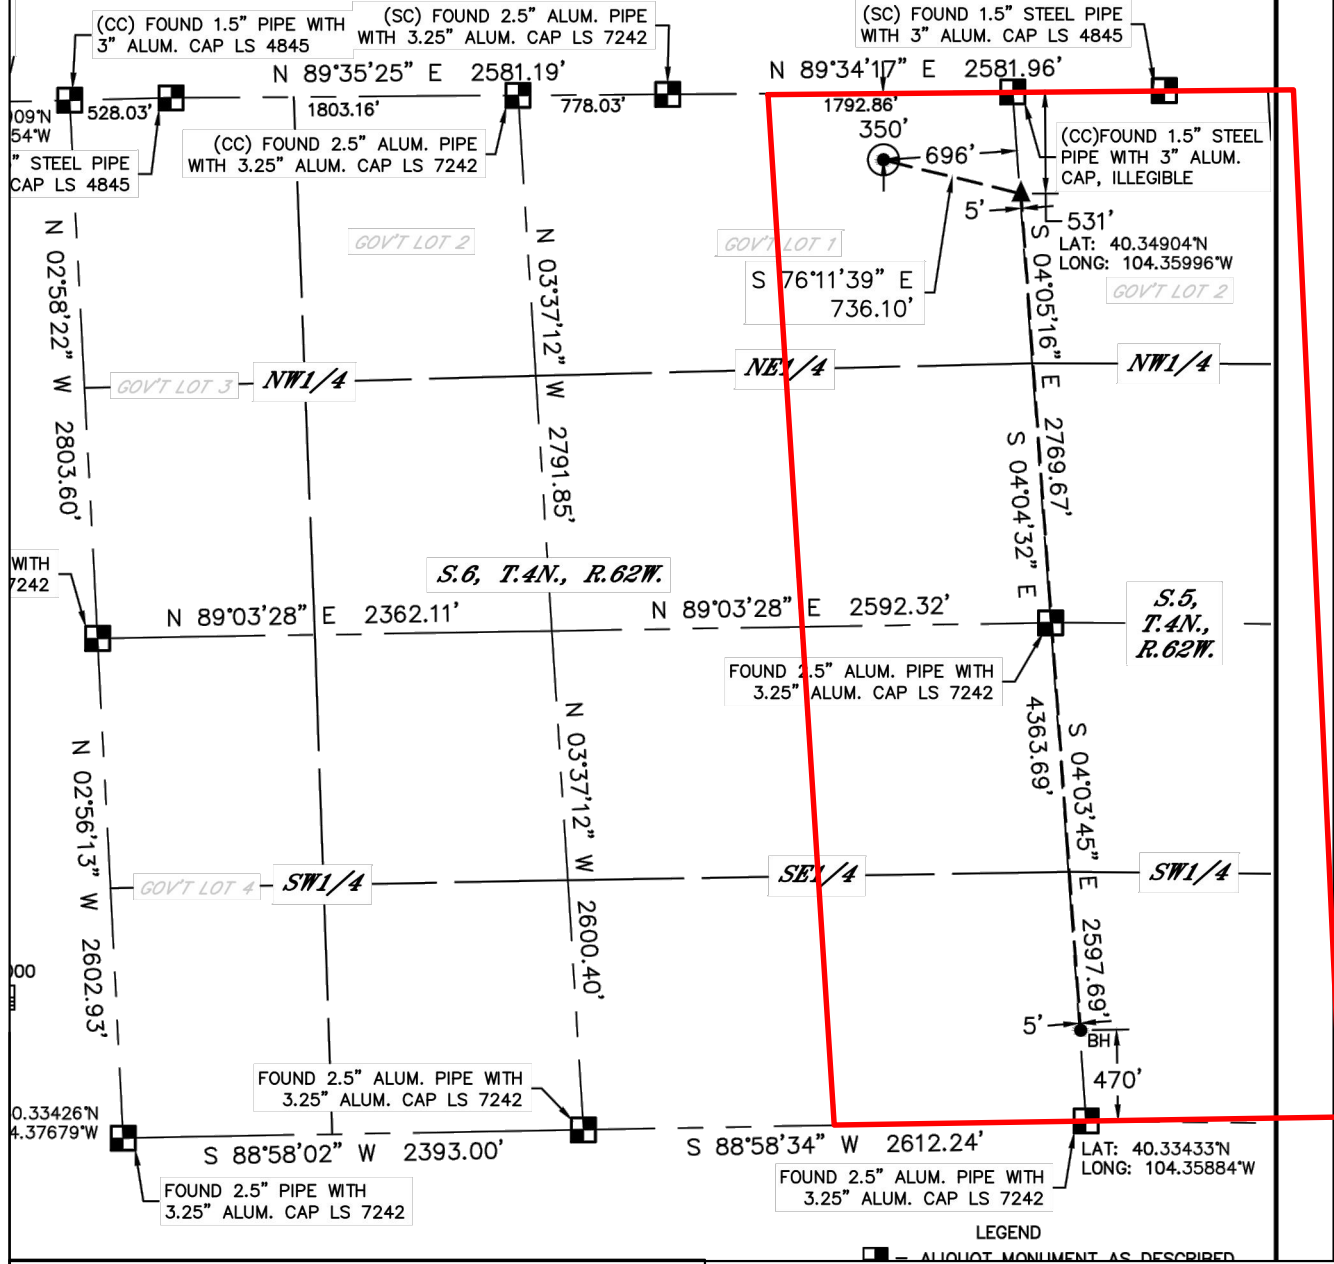 (CC) FOUND 1.5” PIPE WITH
3” ALUM. CAP LS 4845
(SC) FOUND 2.5” ALUM. PIPE
WITH 3.25” ALUM. CAP LS 7242
(SC) FOUND 1.5” STEEL PIPE
WITH 3” ALUM. CAP LS 4845
N 89°35'25” E 2581.19'
N 89°34'17” E 2581.96'
528.03'
1803.16'
778.03'
1792.86'
09°N
54°W
” STEEL PIPE
CAP LS 4845
(CC) FOUND 2.5” ALUM. PIPE
WITH 3.25” ALUM. CAP LS 7242
350'
696'
(CC)FOUND 1.5” STEEL
PIPE WITH 3” ALUM.
CAP, ILLEGIBLE
5'
531'
LAT: 40.34904°N
LONG: 104.35996°W
GOV'T LOT 2
GOV'T LOT 1
GOV'T LOT 2
S 76°11'39” E
736.10'
N 02°58'22” W 2803.60'
N 03°37'12” W 2791.85'
S 04°05'16” E 2769.67'
S 04°04'32” E 4363.69'
GOV'T LOT 3
NW1/4
NE1/4
NW1/4
WITH
7242
S.6, T.4N., R.62W.
S.5,
T.4N.,
R.62W.
N 89°03'28” E 2362.11'
N 89°03'28” E 2592.32'
FOUND 2.5” ALUM. PIPE WITH
3.25” ALUM. CAP LS 7242
N 02°56'13” W 2602.93'
N 03°37'12” W 2600.40'
S 04°03'45” E 2597.69'
GOV'T LOT 4
SW1/4
SE1/4
SW1/4
00
5'
BH
470'
FOUND 2.5” ALUM. PIPE WITH
3.25” ALUM. CAP LS 7242
0.33426°N
4.37679°W
S 88°58'02” W 2393.00'
S 88°58'34” W 2612.24'
LAT: 40.33433°N
LONG: 104.35884°W
FOUND 2.5” PIPE WITH
3.25” ALUM. CAP LS 7242
FOUND 2.5” ALUM. PIPE WITH
3.25” ALUM. CAP LS 7242
LEGEND
– ALIQUOT MONUMENT AS DESCRIBED